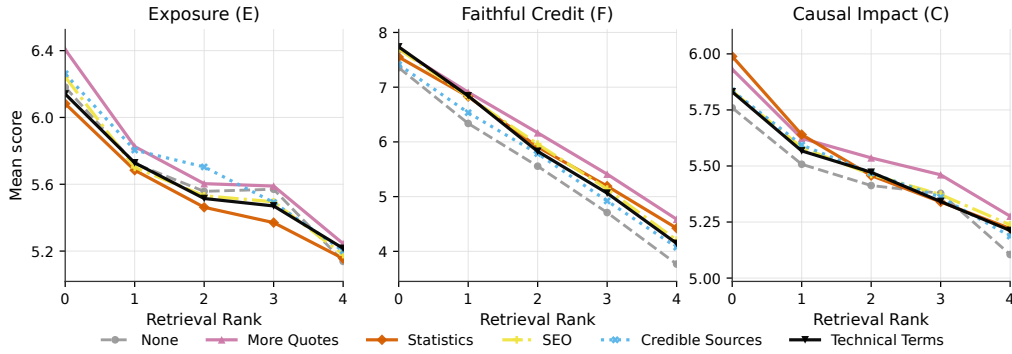 Exposure (E)
Faithful Credit (F)
Causal Impact (C)
Mean score
6.4
6.0
5.6
5.2
0 1 2 3 4
Retrieval Rank
8
7
6
5
4
0 1 2 3 4
Retrieval Rank
6.00
5.75
5.50
5.25
5.00
0 1 2 3 4
Retrieval Rank
None More Quotes Statistics SEO Credible Sources Technical Terms